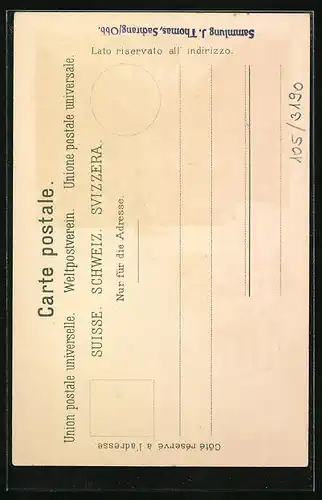 Carte postale.
Union postale universelle. Weltpostverein. Unione postale universale.
SUISSE. SCHWEIZ. SVIZZERA.
Nur für die Adresse.
Côté réservé à l'adresse
Lato riservato all' indirizzo.
Sammlung J. Thomas, Sachrang/Obb.
105/3190